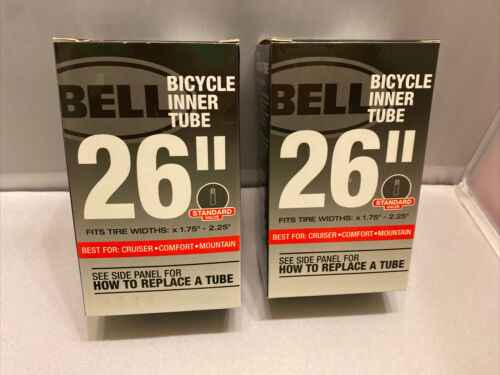 BELL
BICYCLE
INNER
TUBE
26"
STANDARD
VALVE
FITS TIRE WIDTHS: x 1.75" - 2.25"
BEST FOR: CRUISER • COMFORT • MOUNTAIN
SEE SIDE PANEL FOR
HOW TO REPLACE A TUBE
BELL
BICYCLE
INNER
TUBE
26"
STANDARD
VALVE
FITS TIRE WIDTHS: x 1.75" - 2.25"
BEST FOR: CRUISER • COMFORT • MOUNTAIN
SEE SIDE PANEL FOR
HOW TO REPLACE A TUBE